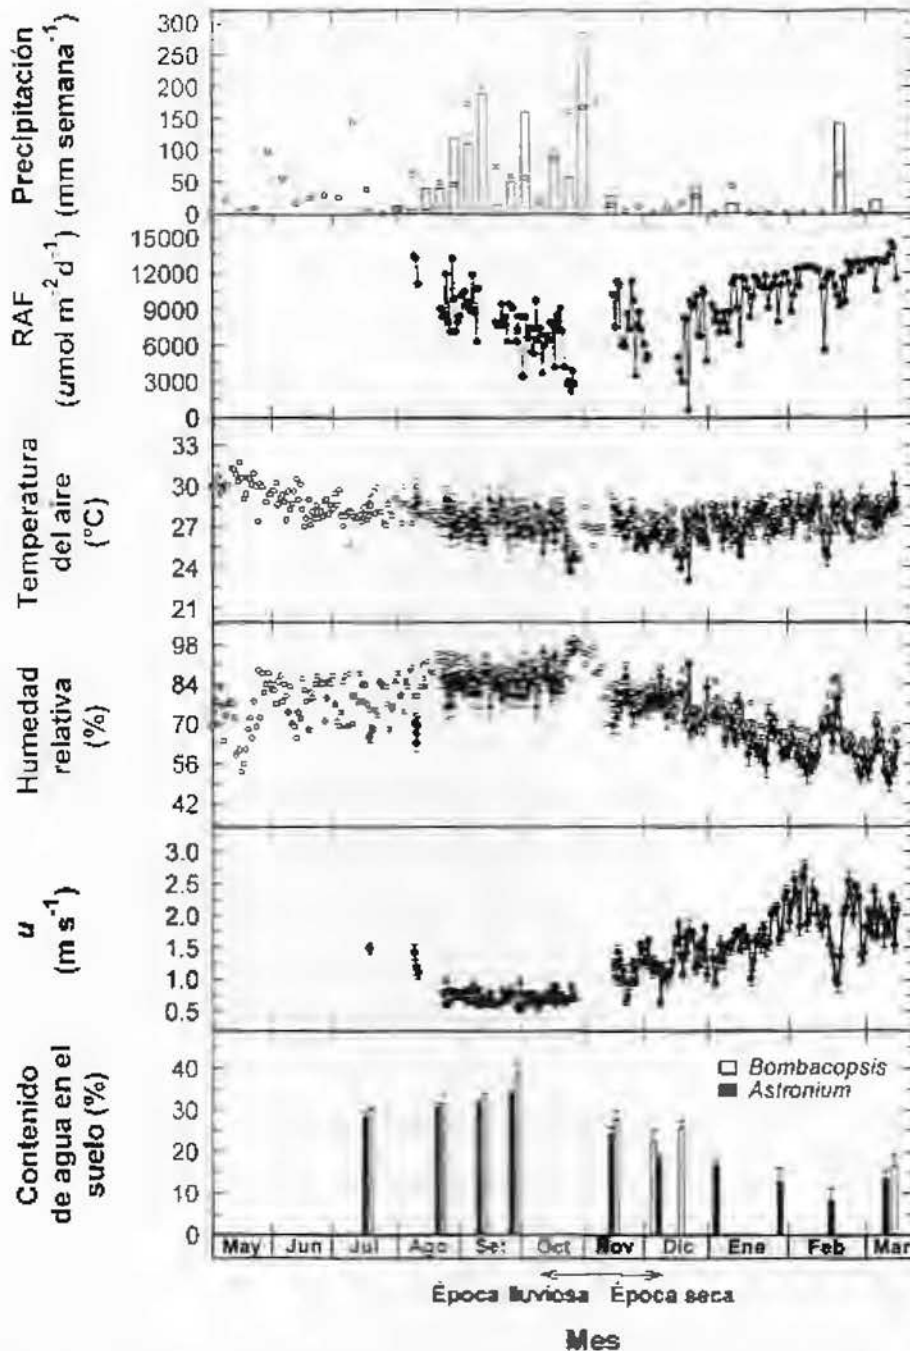 Precipitación
(mm semana⁻¹)
300
250
200
150
100
50
0
RAF
(umol m⁻² d⁻¹)
15000
12000
9000
6000
3000
0
Temperatura
del aire
(°C)
33
30
27
24
21
Humedad
relativa
(%)
98
84
70
56
42
u
(m s⁻¹)
3.0
2.5
2.0
1.5
1.0
0.5
Contenido
de agua en el
suelo (%)
40
30
20
10
0
Bombacopsis
Astronium
May Jun Jul Ago Set Oct Nov Dic Ene Feb Mar
Época lluviosa Época seca
Mes